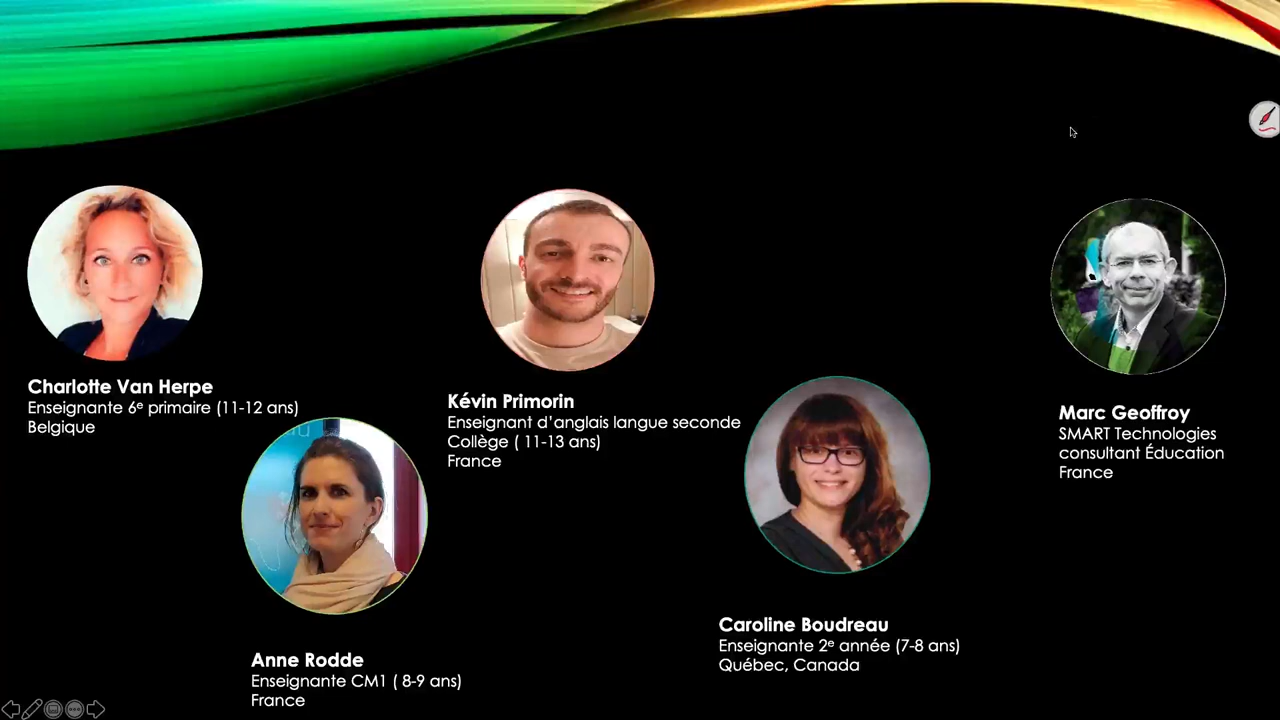 Charlotte Van Herpe
Enseignante 6ᵉ primaire (11-12 ans)
Belgique
Anne Rodde
Enseignante CM1 ( 8-9 ans)
France
Kévin Primorin
Enseignant d'anglais langue seconde
Collège ( 11-13 ans)
France
Caroline Boudreau
Enseignante 2ᵉ année (7-8 ans)
Québec, Canada
Marc Geoffroy
SMART Technologies
consultant Éducation
France